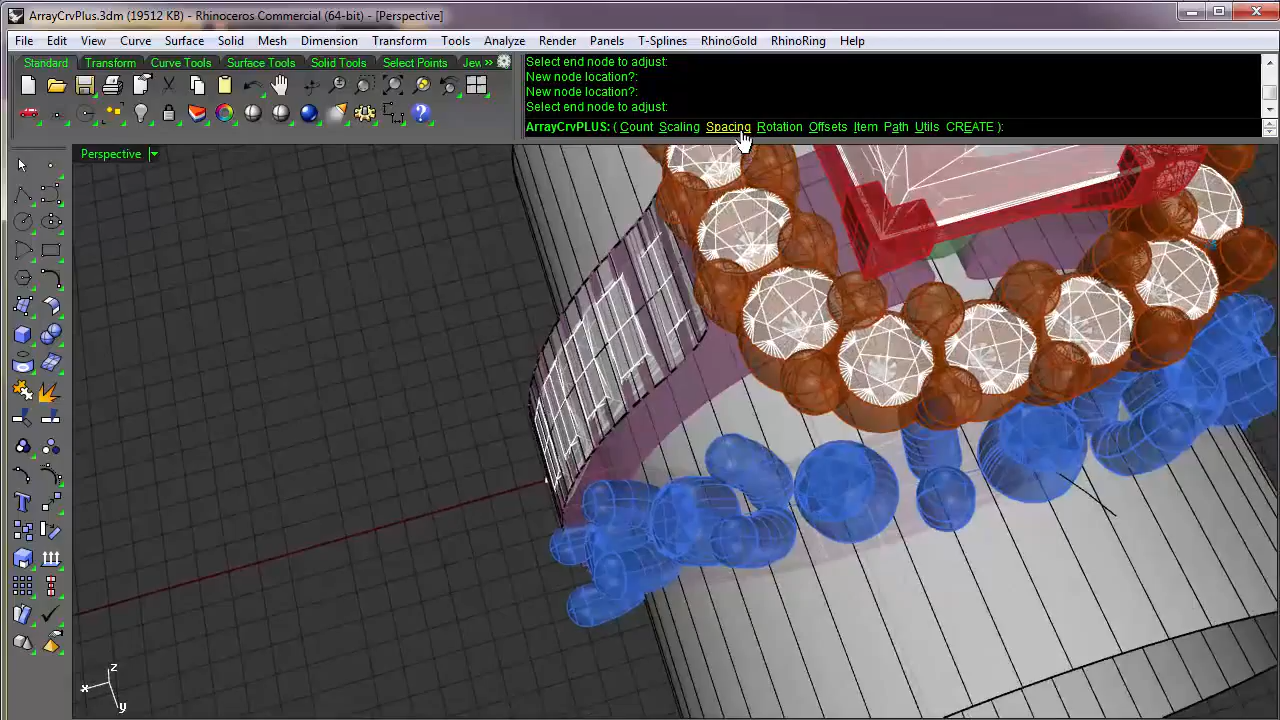 ArrayCrvPlus.3dm (19512 KB) - Rhinoceros Commercial (64-bit) - [Perspective]
File Edit View Curve Surface Solid Mesh Dimension Transform Tools Analyze Render Panels T-Splines RhinoGold RhinoRing Help
Standard Transform Curve Tools Surface Tools Solid Tools Select Points Jew »
Select end node to adjust:
New node location?:
New node location?:
Select end node to adjust:
ArrayCrvPLUS: ( Count Scaling Spacing Rotation Offsets Item Path Utils CREATE ):
Perspective
z
x
y